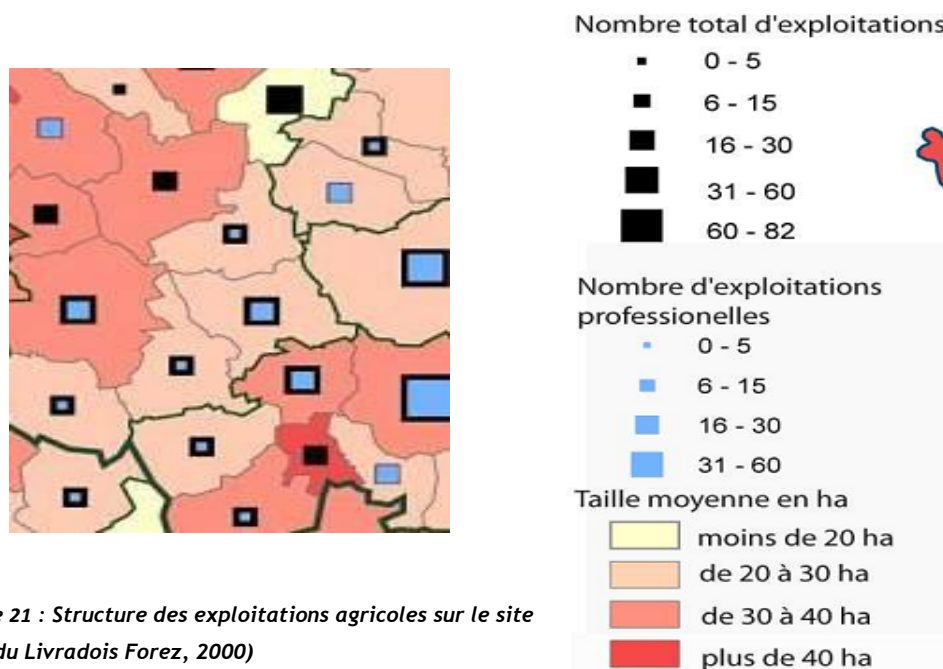 Nombre total d'exploitations
0 - 5
6 - 15
16 - 30
31 - 60
60 - 82
Nombre d'exploitations
professionelles
0 - 5
6 - 15
16 - 30
31 - 60
Taille moyenne en ha
moins de 20 ha
de 20 à 30 ha
de 30 à 40 ha
plus de 40 ha
e 21 : Structure des exploitations agricoles sur le site
du Livradois Forez, 2000)